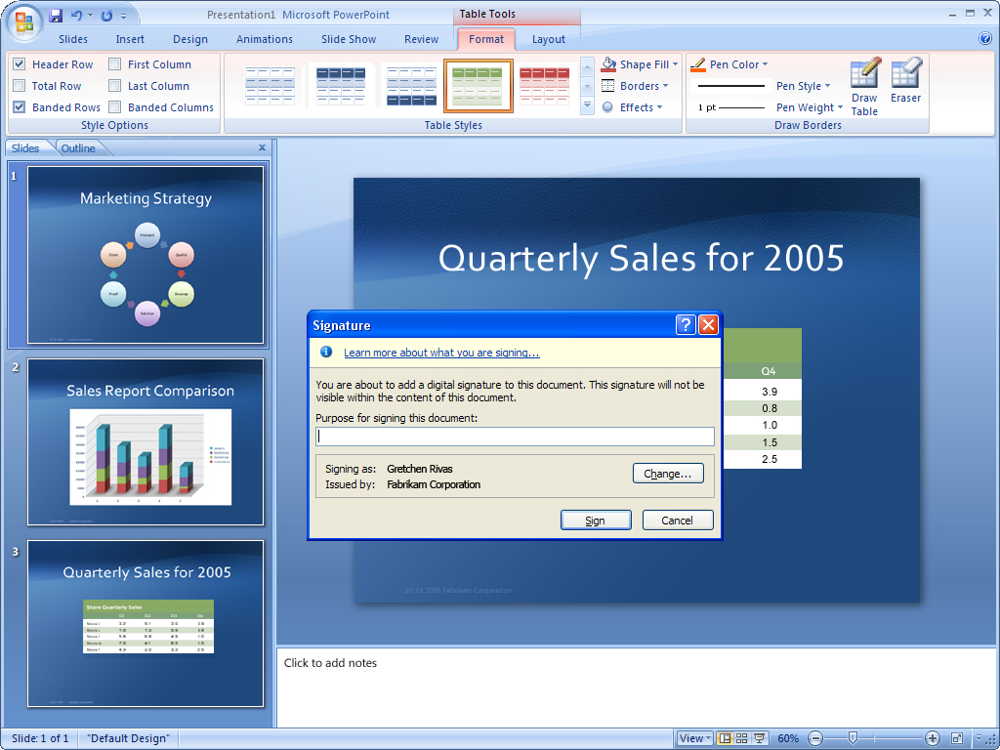 Presentation1 Microsoft PowerPoint
Table Tools
Slides Insert Design Animations Slide Show Review Format Layout
Header Row First Column
Total Row Last Column
Banded Rows Banded Columns
Style Options
Table Styles
Shape Fill
Borders
Effects
Pen Color
Pen Style
1 pt Pen Weight
Draw Table
Eraser
Draw Borders
Slides Outline x
1
Marketing Strategy
2
Sales Report Comparison
3
Quarterly Sales for 2005
Store Quarterly Sales
Quarterly Sales for 2005
Q4
3.9
0.8
1.0
1.5
2.5
10-23-2005 Fabrikam Corporation
Signature
Learn more about what you are signing...
You are about to add a digital signature to this document. This signature will not be
visible within the content of this document.
Purpose for signing this document:
Signing as: Gretchen Rivas
Issued by: Fabrikam Corporation
Change...
Sign Cancel
Click to add notes
Slide: 1 of 1 "Default Design" View 60%